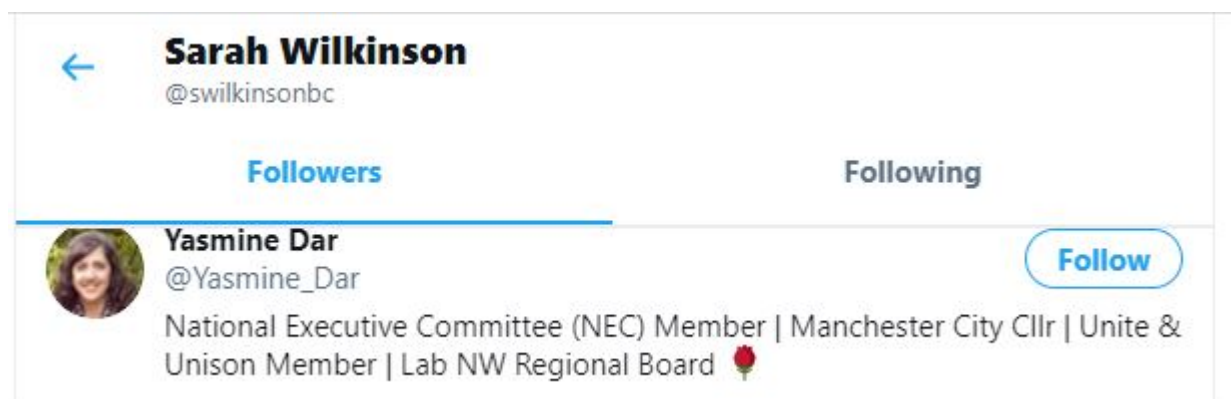 Sarah Wilkinson
@swilkinsonbc
Followers
Following
Yasmine Dar
@Yasmine_Dar
Follow
National Executive Committee (NEC) Member | Manchester City Cllr | Unite &
Unison Member | Lab NW Regional Board 🌹